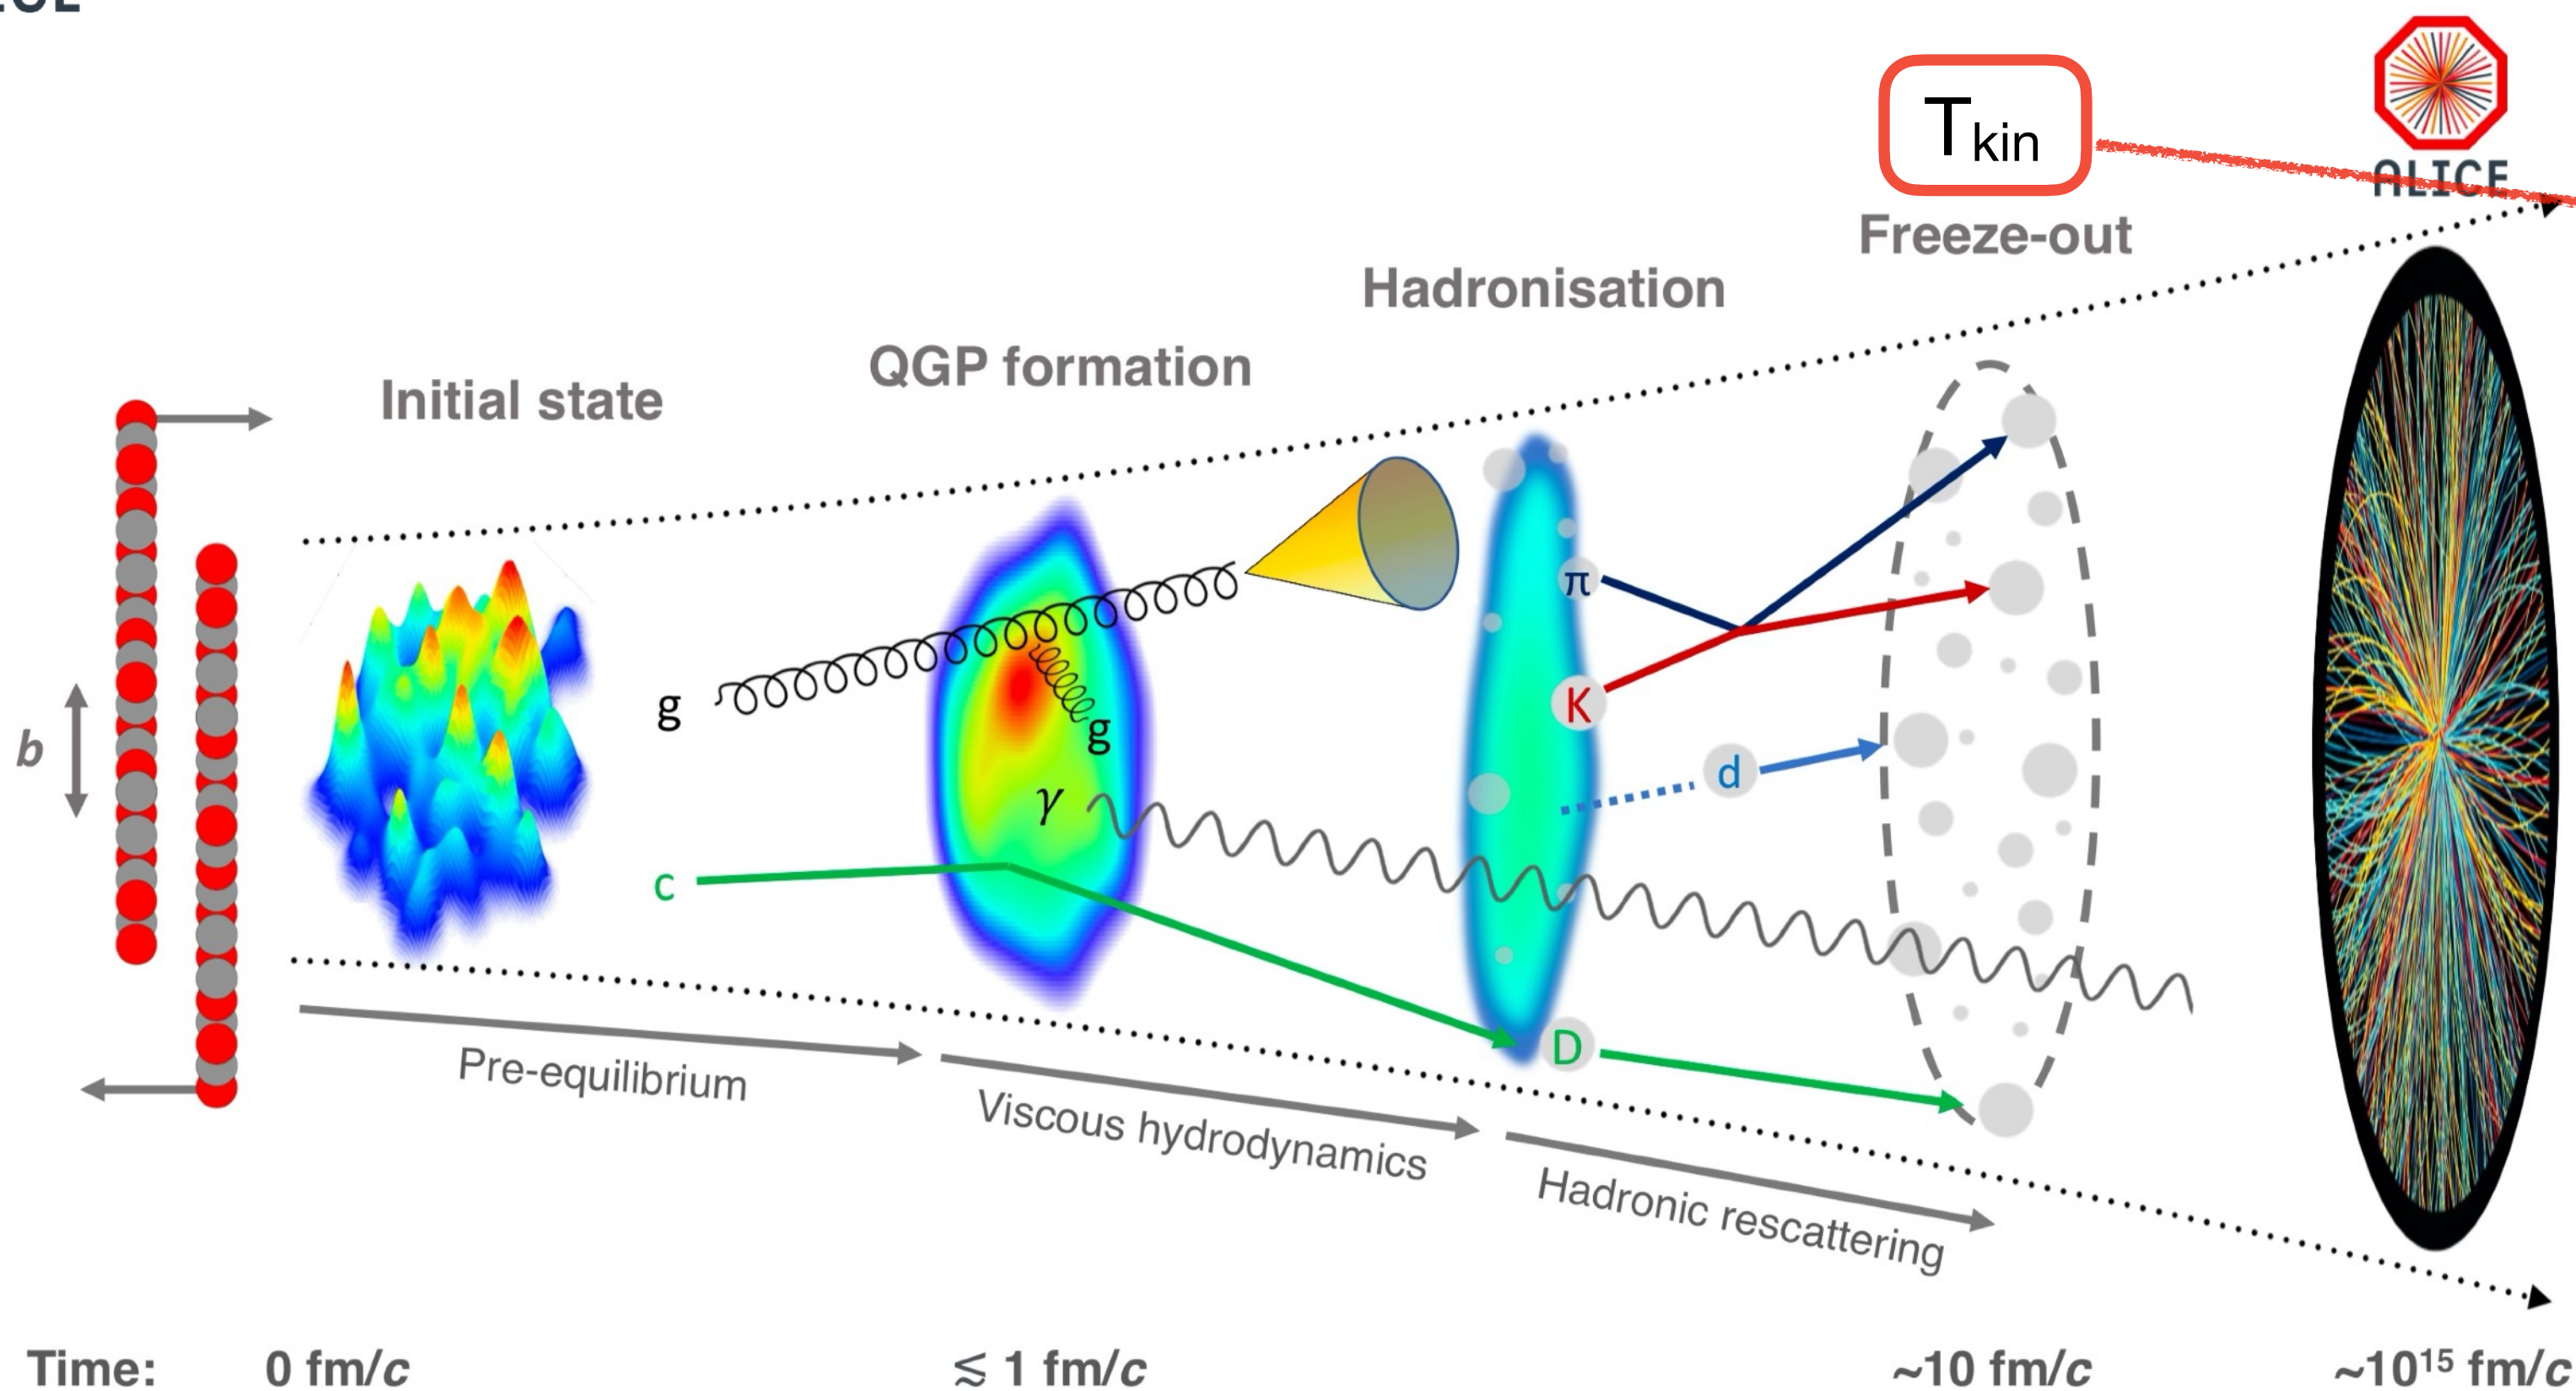 T_kin
ALICE
Freeze-out
Hadronisation
QGP formation
Initial state
b
g
g
γ
c
π
K
d
D
Pre-equilibrium
Viscous hydrodynamics
Hadronic rescattering
Time: 0 fm/c ≲ 1 fm/c ~10 fm/c ~10¹⁵ fm/c